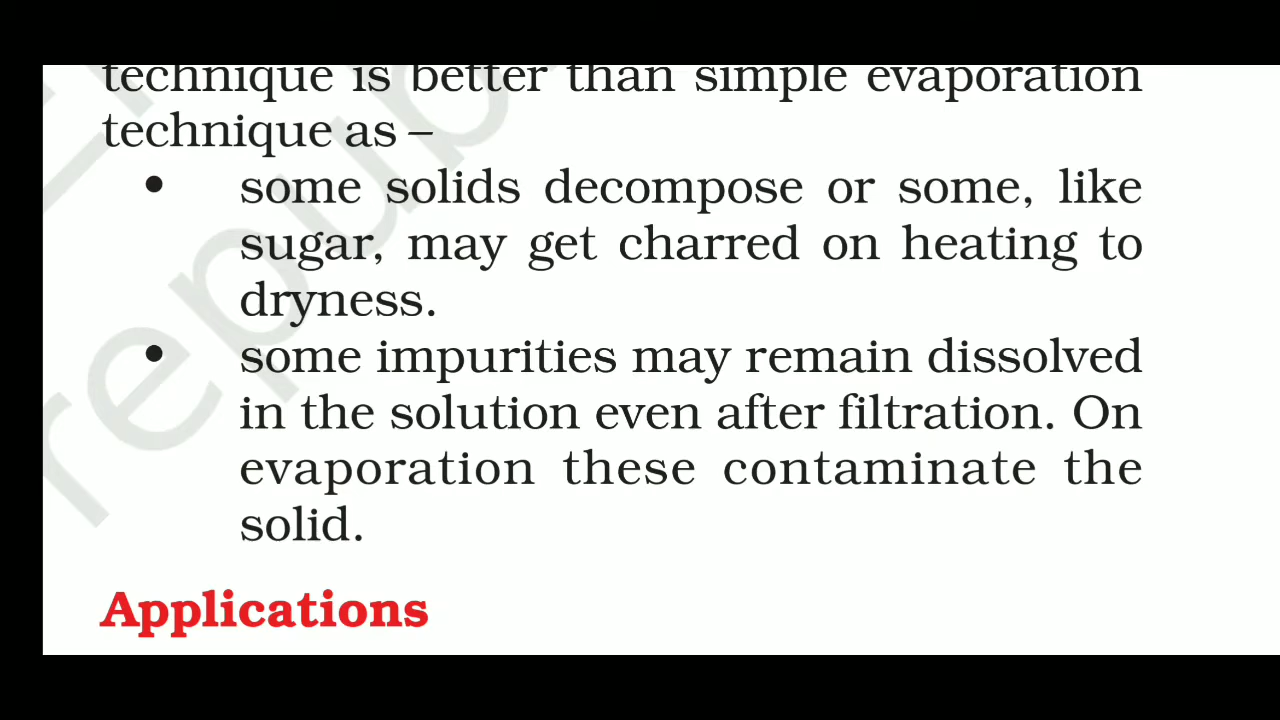 technique is better than simple evaporation
technique as –
• some solids decompose or some, like
sugar, may get charred on heating to
dryness.
• some impurities may remain dissolved
in the solution even after filtration. On
evaporation these contaminate the
solid.
Applications
repub